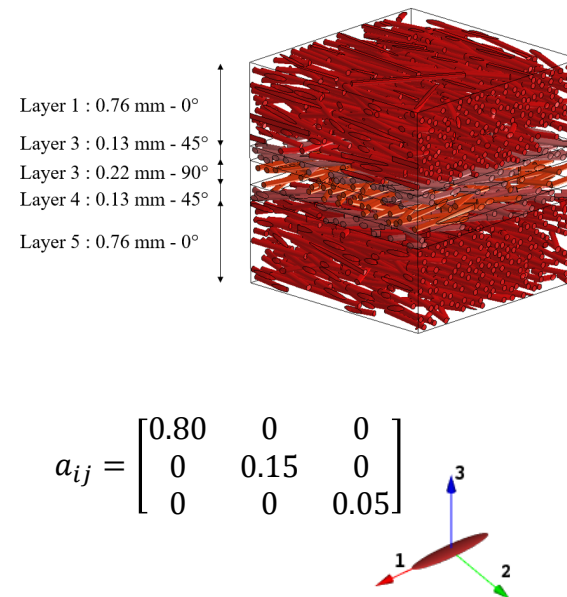 Layer 1 : 0.76 mm - 0°
Layer 3 : 0.13 mm - 45°
Layer 3 : 0.22 mm - 90°
Layer 4 : 0.13 mm - 45°
Layer 5 : 0.76 mm - 0°
a_{ij} = [0.80 0 0
0 0.15 0
0 0 0.05]
3
1
2